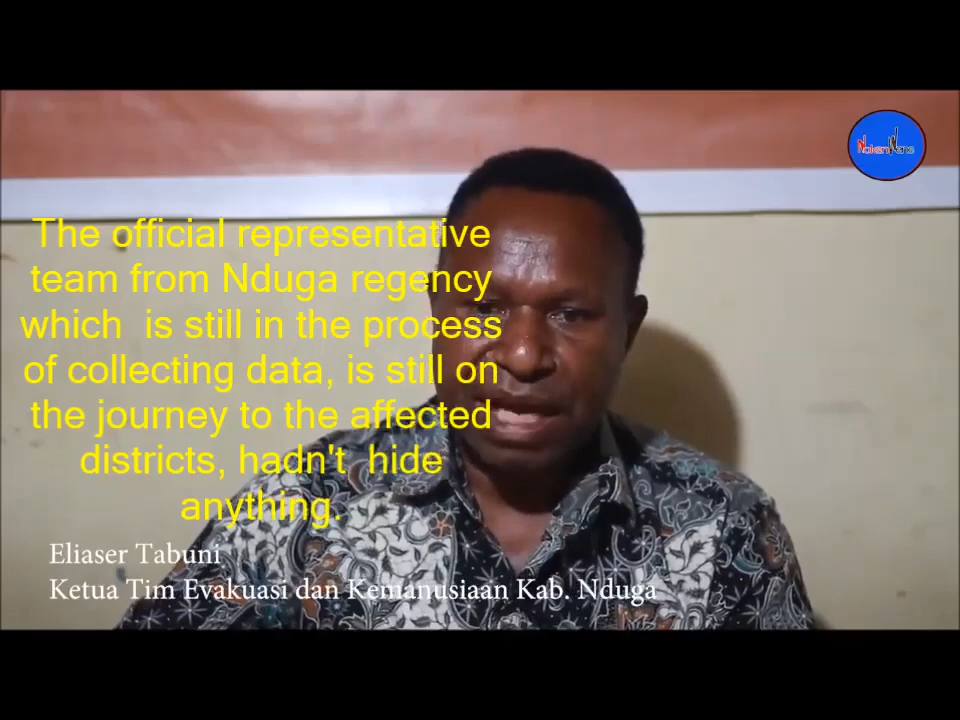 NokenWene
The official representative
team from Nduga regency
which  is still in the process
of collecting data, is still on
the journey to the affected
districts, hadn't  hide
anything.
Eliaser Tabuni
Ketua Tim Evakuasi dan Kemanusiaan Kab. Nduga